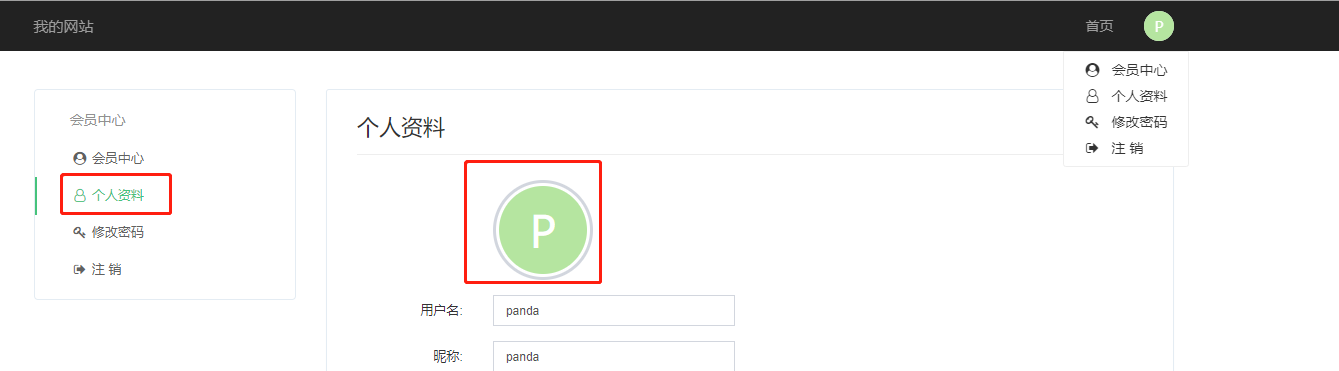 我的网站
首页
P
会员中心
个人资料
修改密码
注 销
会员中心
会员中心
个人资料
修改密码
注 销
个人资料
P
用户名: panda
昵称: panda